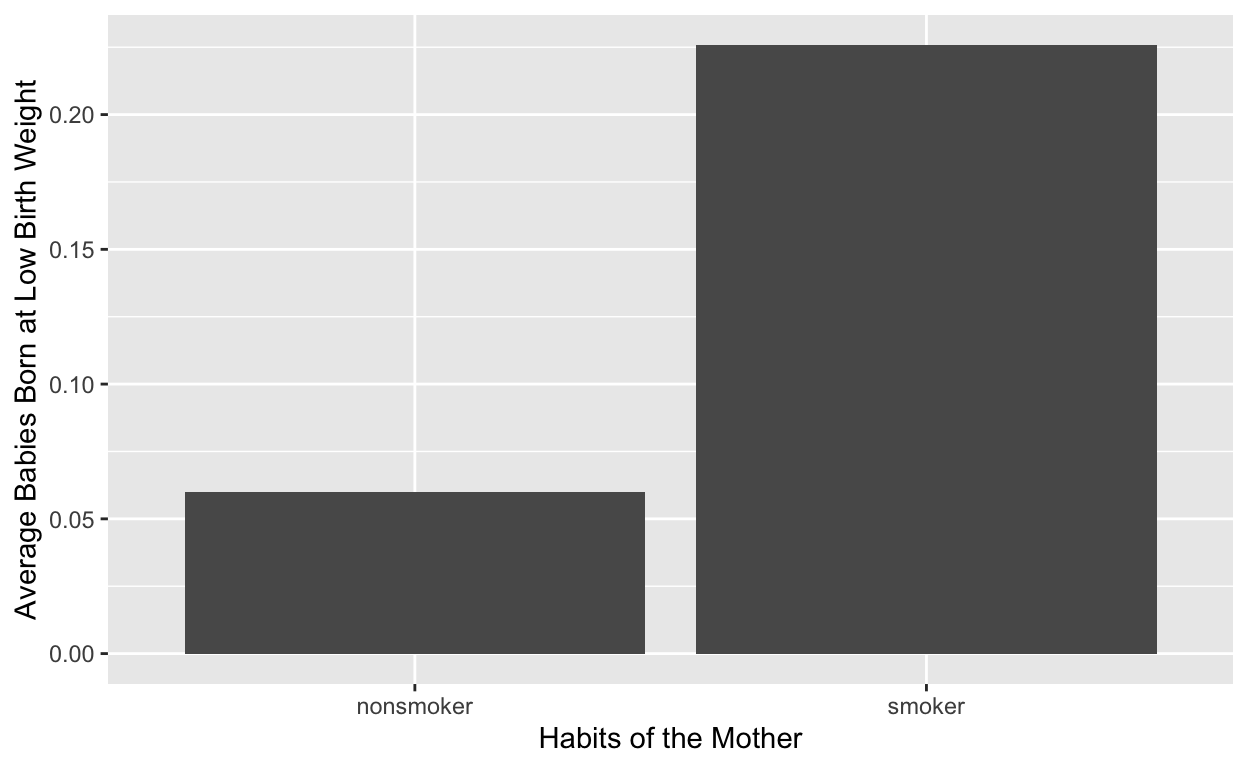 Average Babies Born at Low Birth Weight
0.20
0.15
0.10
0.05
0.00
nonsmoker
smoker
Habits of the Mother